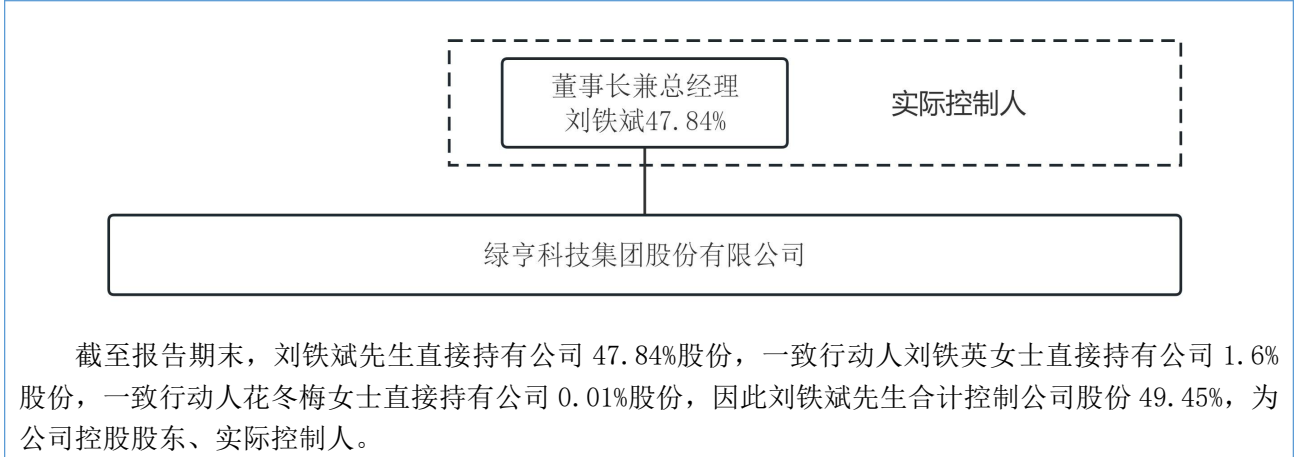 董事长兼总经理
刘铁斌47.84%
实际控制人
绿亨科技集团股份有限公司
截至报告期末，刘铁斌先生直接持有公司 47.84%股份，一致行动人刘铁英女士直接持有公司 1.6%
股份，一致行动人花冬梅女士直接持有公司 0.01%股份，因此刘铁斌先生合计控制公司股份 49.45%，为
公司控股股东、实际控制人。